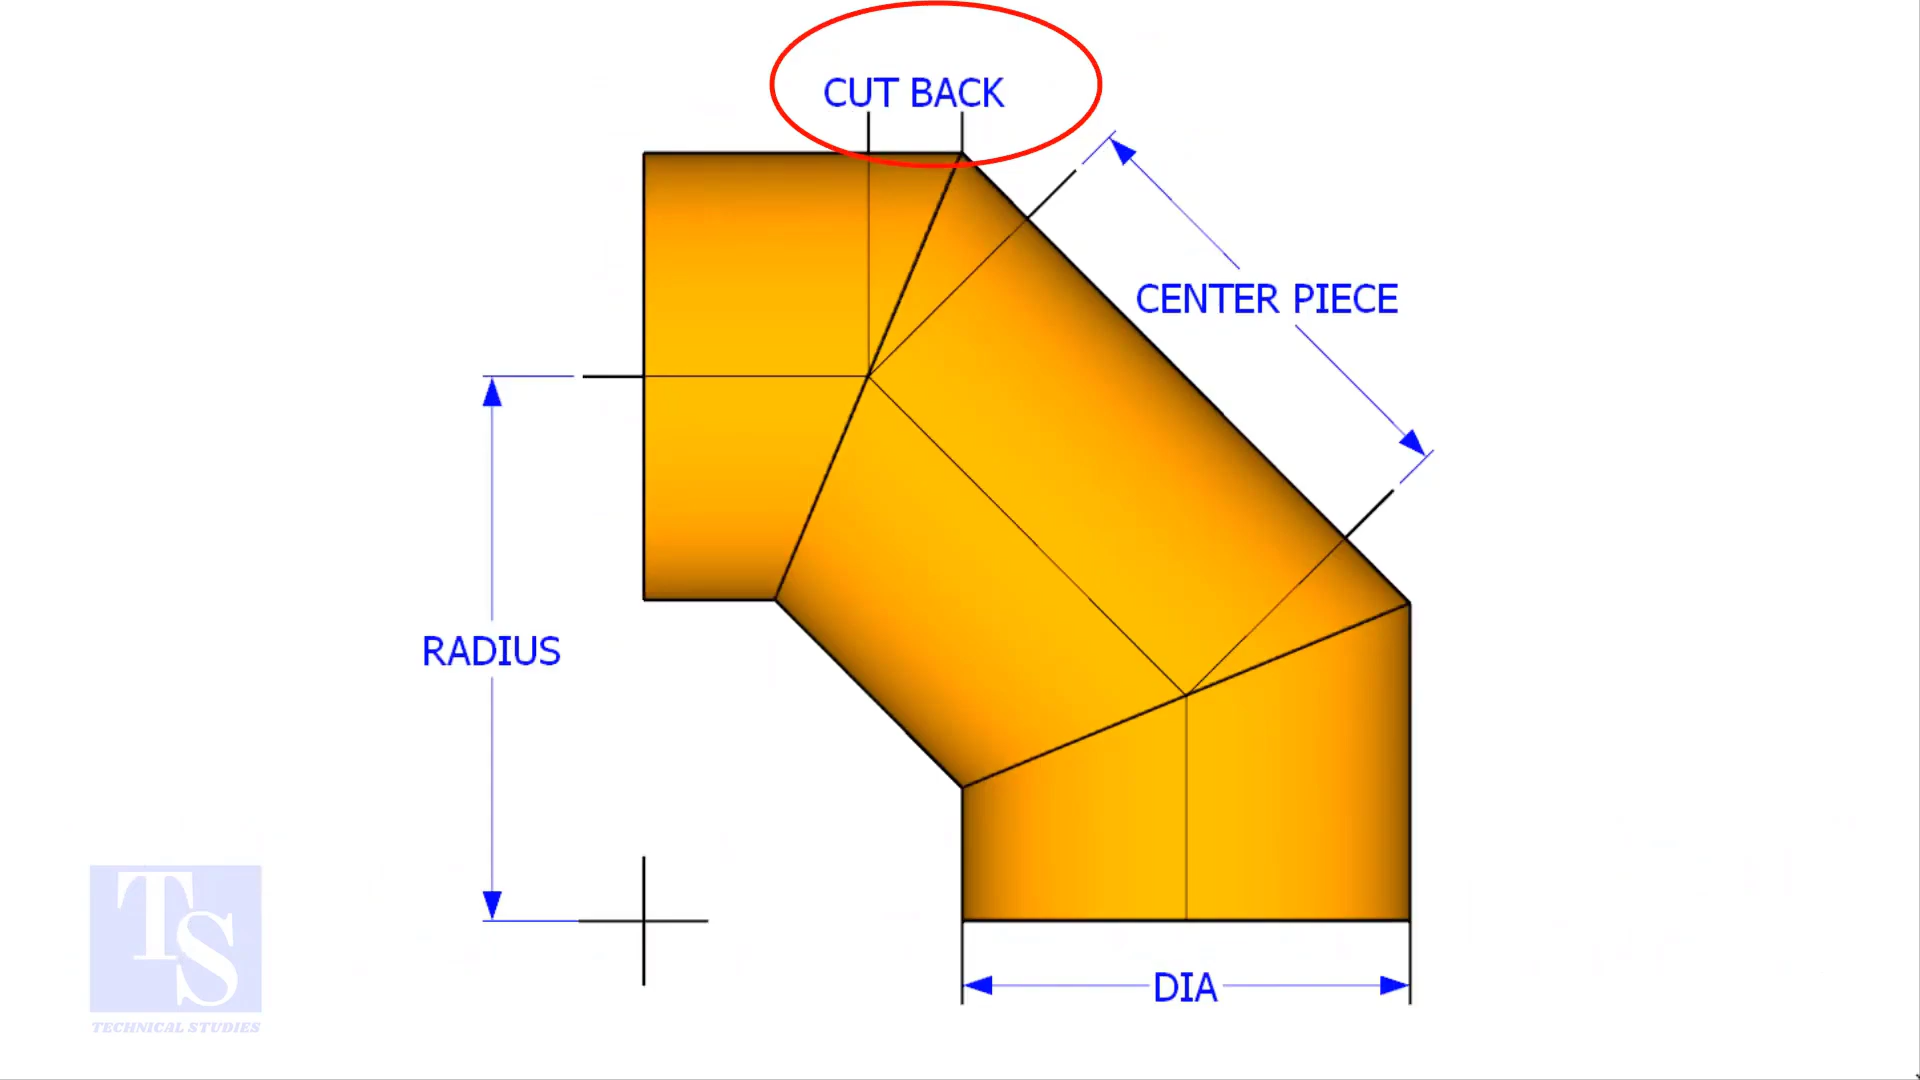 CUT BACK
CENTER PIECE
RADIUS
DIA
TS
TECHNICAL STUDIES